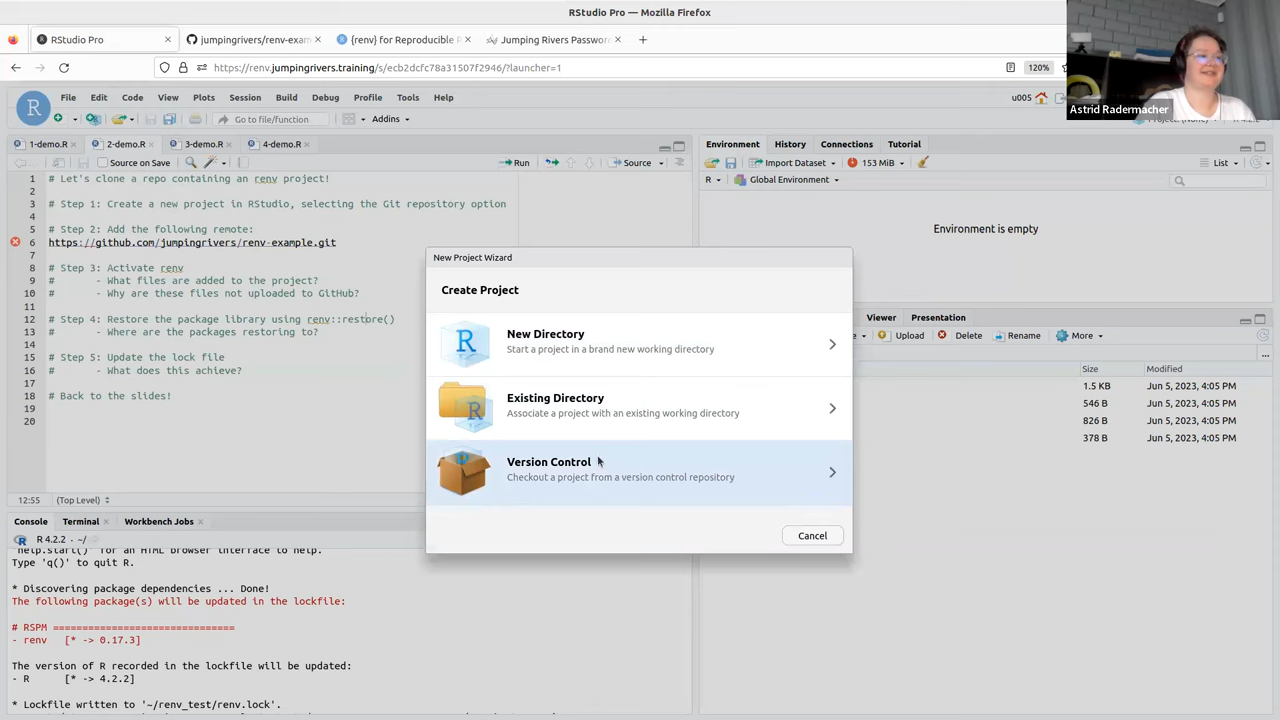 RStudio Pro — Mozilla Firefox
RStudio Pro
jumpingrivers/renv-exam
{renv} for Reproducible
Jumping Rivers Passwor
https://renv.jumpingrivers.training/s/ecb2dcfc78a31507f2946/?launcher=1
120%
Astrid Radermacher
File Edit Code View Plots Session Build Debug Profile Tools Help
u005
Go to file/function
Addins
R 4.2.2
1-demo.R
2-demo.R
3-demo.R
4-demo.R
Source on Save
Run
Source
1 # Let's clone a repo containing an renv project!
2
3 # Step 1: Create a new project in RStudio, selecting the Git repository option
4
5 # Step 2: Add the following remote:
6 https://github.com/jumpingrivers/renv-example.git
7
8 # Step 3: Activate renv
9 # - What files are added to the project?
10 # - Why are these files not uploaded to GitHub?
11
12 # Step 4: Restore the package library using renv::restore()
13 # - Where are the packages restoring to?
14
15 # Step 5: Update the lock file
16 # - What does this achieve?
17
18 # Back to the slides!
19
20
12:55 (Top Level)
Console Terminal Workbench Jobs
R 4.2.2 · ~/
'help.start()' for an HTML browser interface to help.
Type 'q()' to quit R.
* Discovering package dependencies ... Done!
The following package(s) will be updated in the lockfile:
# RSPM ===============================
- renv [* -> 0.17.3]
The version of R recorded in the lockfile will be updated:
- R [* -> 4.2.2]
* Lockfile written to '~/renv_test/renv.lock'.
New Project Wizard
Create Project
New Directory
Start a project in a brand new working directory
Existing Directory
Associate a project with an existing working directory
Version Control
Checkout a project from a version control repository
Cancel
Environment History Connections Tutorial
Import Dataset
153 MiB
List
R
Global Environment
Environment is empty
Viewer Presentation
Upload Delete Rename More
Size Modified
1.5 KB Jun 5, 2023, 4:05 PM
546 B Jun 5, 2023, 4:05 PM
826 B Jun 5, 2023, 4:05 PM
378 B Jun 5, 2023, 4:05 PM